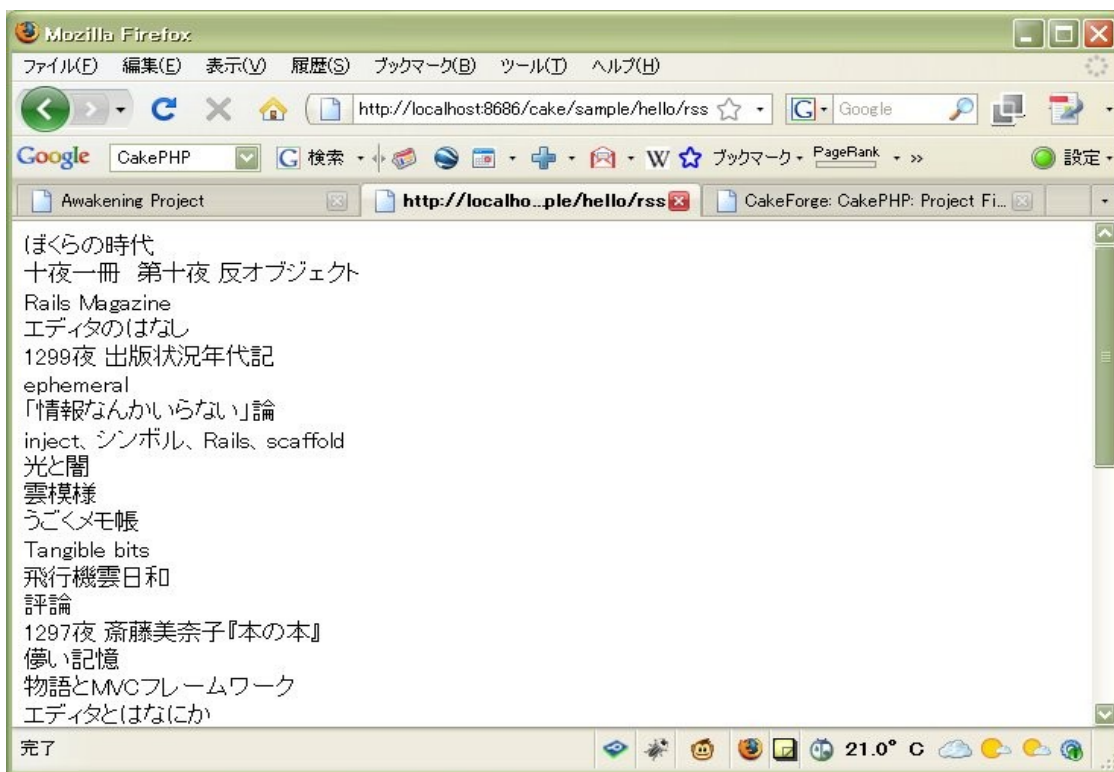 Mozilla Firefox
ファイル(F) 編集(E) 表示(V) 履歴(S) ブックマーク(B) ツール(T) ヘルプ(H)
http://localhost:8686/cake/sample/hello/rss G Google
Google CakePHP G 検索 W ブックマーク PageRank » 設定
Awakening Project http://localho...ple/hello/rss CakeForge: CakePHP: Project Fi...
ぼくらの時代
十夜一冊 第十夜 反オブジェクト
Rails Magazine
エディタのはなし
1299夜 出版状況年代記
ephemeral
「情報なんかいらない」論
inject、シンボル、Rails、scaffold
光と闇
雲模様
うごくメモ帳
Tangible bits
飛行機雲日和
評論
1297夜 斎藤美奈子『本の本』
儚い記憶
物語とMVCフレームワーク
エディタとはなにか
完了 21.0° C